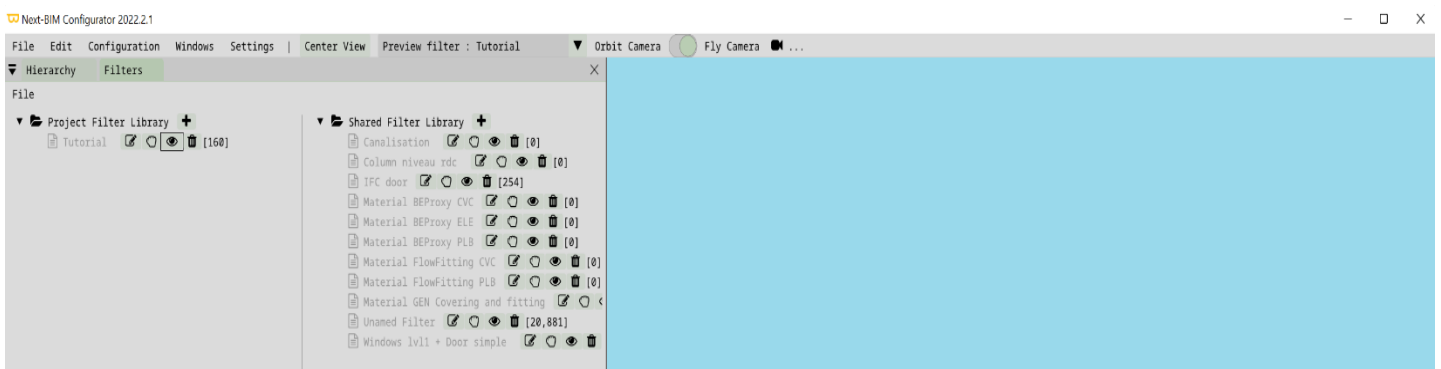 Next-BIM Configurator 2022.2.1
File Edit Configuration Windows Settings | Center View Preview filter : Tutorial Orbit Camera Fly Camera ...
Hierarchy Filters X
File
Project Filter Library +
Tutorial [160]
Shared Filter Library +
Canalisation [0]
Column niveau rdc [0]
IFC door [254]
Material BEProxy CVC [0]
Material BEProxy ELE [0]
Material BEProxy PLB [0]
Material FlowFitting CVC [0]
Material FlowFitting PLB [0]
Material GEN Covering and fitting
Unamed Filter [20,881]
Windows lvl1 + Door simple